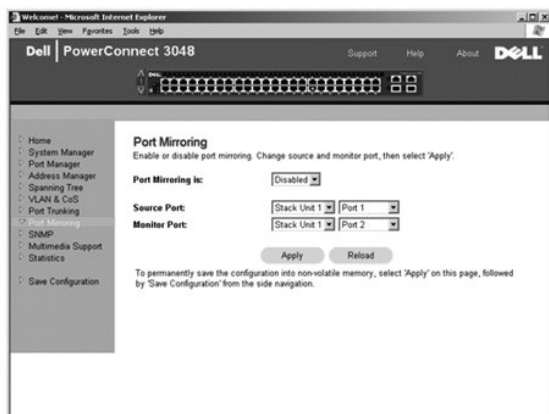 Welcome! - Microsoft Internet Explorer
File Edit View Favorites Tools Help
Dell | PowerConnect 3048
Support Help About DELL
Home
System Manager
Port Manager
Address Manager
Spanning Tree
VLAN & CoS
Port Trunking
Port Mirroring
SNMP
Multimedia Support
Statistics
Save Configuration
Port Mirroring
Enable or disable port mirroring. Change source and monitor port, then select 'Apply'.
Port Mirroring is: Disabled
Source Port: Stack Unit 1 Port 1
Monitor Port: Stack Unit 1 Port 2
Apply Reload
To permanently save the configuration into non-volatile memory, select 'Apply' on this page, followed
by 'Save Configuration' from the side navigation.